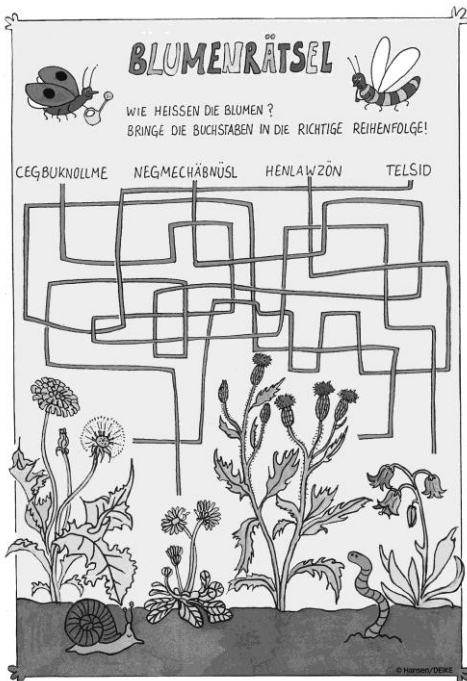 BLUMENRÄTSEL
WIE HEISSEN DIE BLUMEN?
BRINGE DIE BUCHSTABEN IN DIE RICHTIGE REIHENFOLGE!
CEGBUKNOLLME NEGMECHÄBNÜSL HENLAWZÖN TELSID
© Hansen/DEIKE